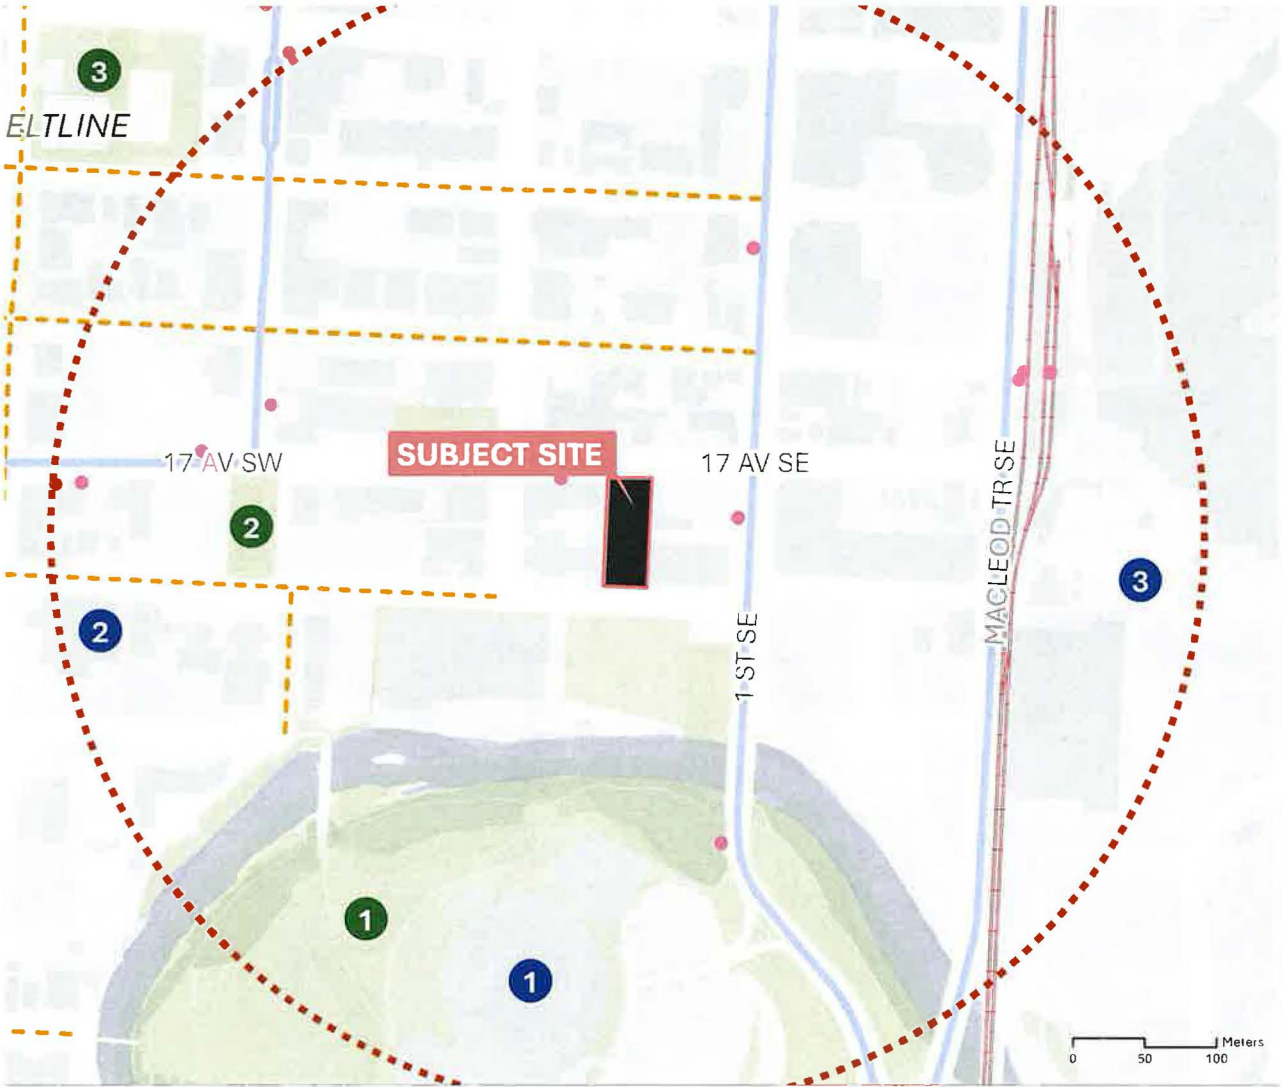 3
ELTLINE
SUBJECT SITE
17 AV SW
17 AV SE
2
MACLEOD TR SE
3
2
1 ST SE
1
1
Meters
0 50 100